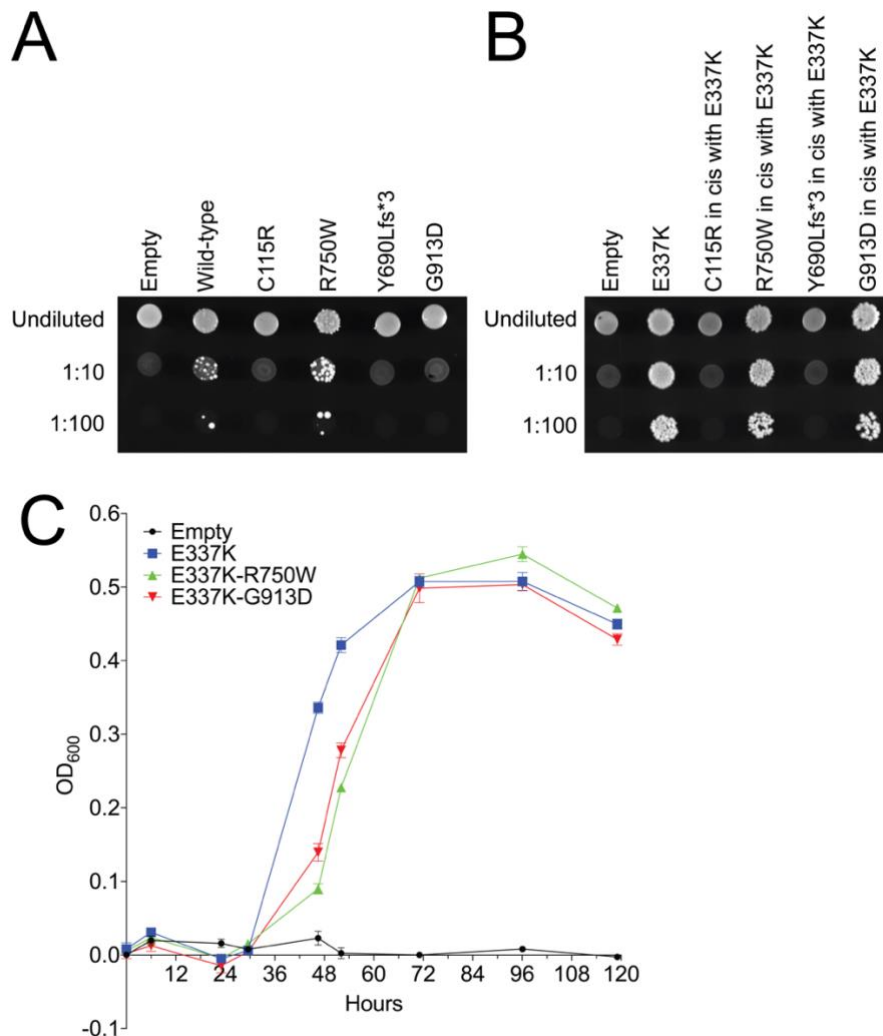 A
Empty
Wild-type
C115R
R750W
Y690Lfs*3
G913D
Undiluted
1:10
1:100
B
Empty
E337K
C115R in cis with E337K
R750W in cis with E337K
Y690Lfs*3 in cis with E337K
G913D in cis with E337K
Undiluted
1:10
1:100
C
Empty
E337K
E337K-R750W
E337K-G913D
OD600
0.6
0.5
0.4
0.3
0.2
0.1
0.0
-0.1
12 24 36 48 60 72 84 96 108 120
Hours